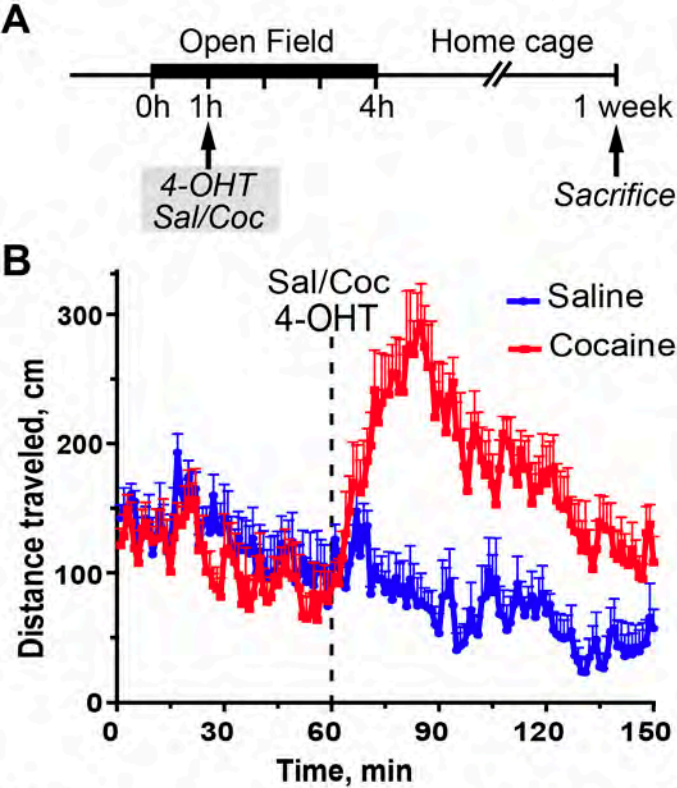 A
Open Field
Home cage
0h 1h 4h 1 week
4-OHT
Sal/Coc
Sacrifice
B
Sal/Coc
4-OHT
Saline
Cocaine
Distance traveled, cm
300
200
100
0
0 30 60 90 120 150
Time, min